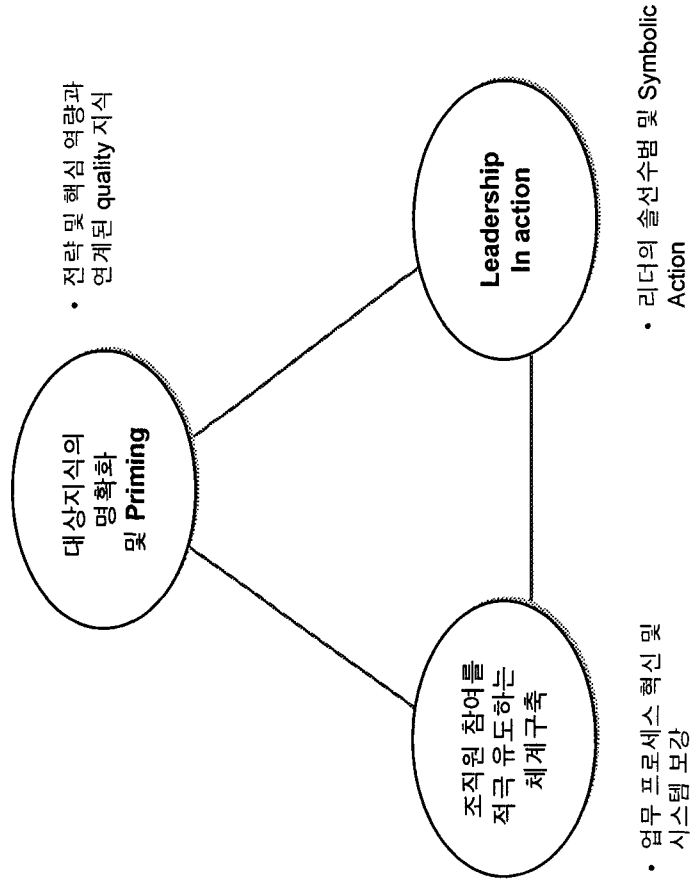 대상지식의
명확화
및 Priming
• 전략 및 핵심 역량과
연계된 quality 지식
조직원 참여를
적극 유도하는
체계구축
• 업무 프로세스 혁신 및
시스템 보강
Leadership
In action
• 리더의 솔선수범 및 Symbolic
Action